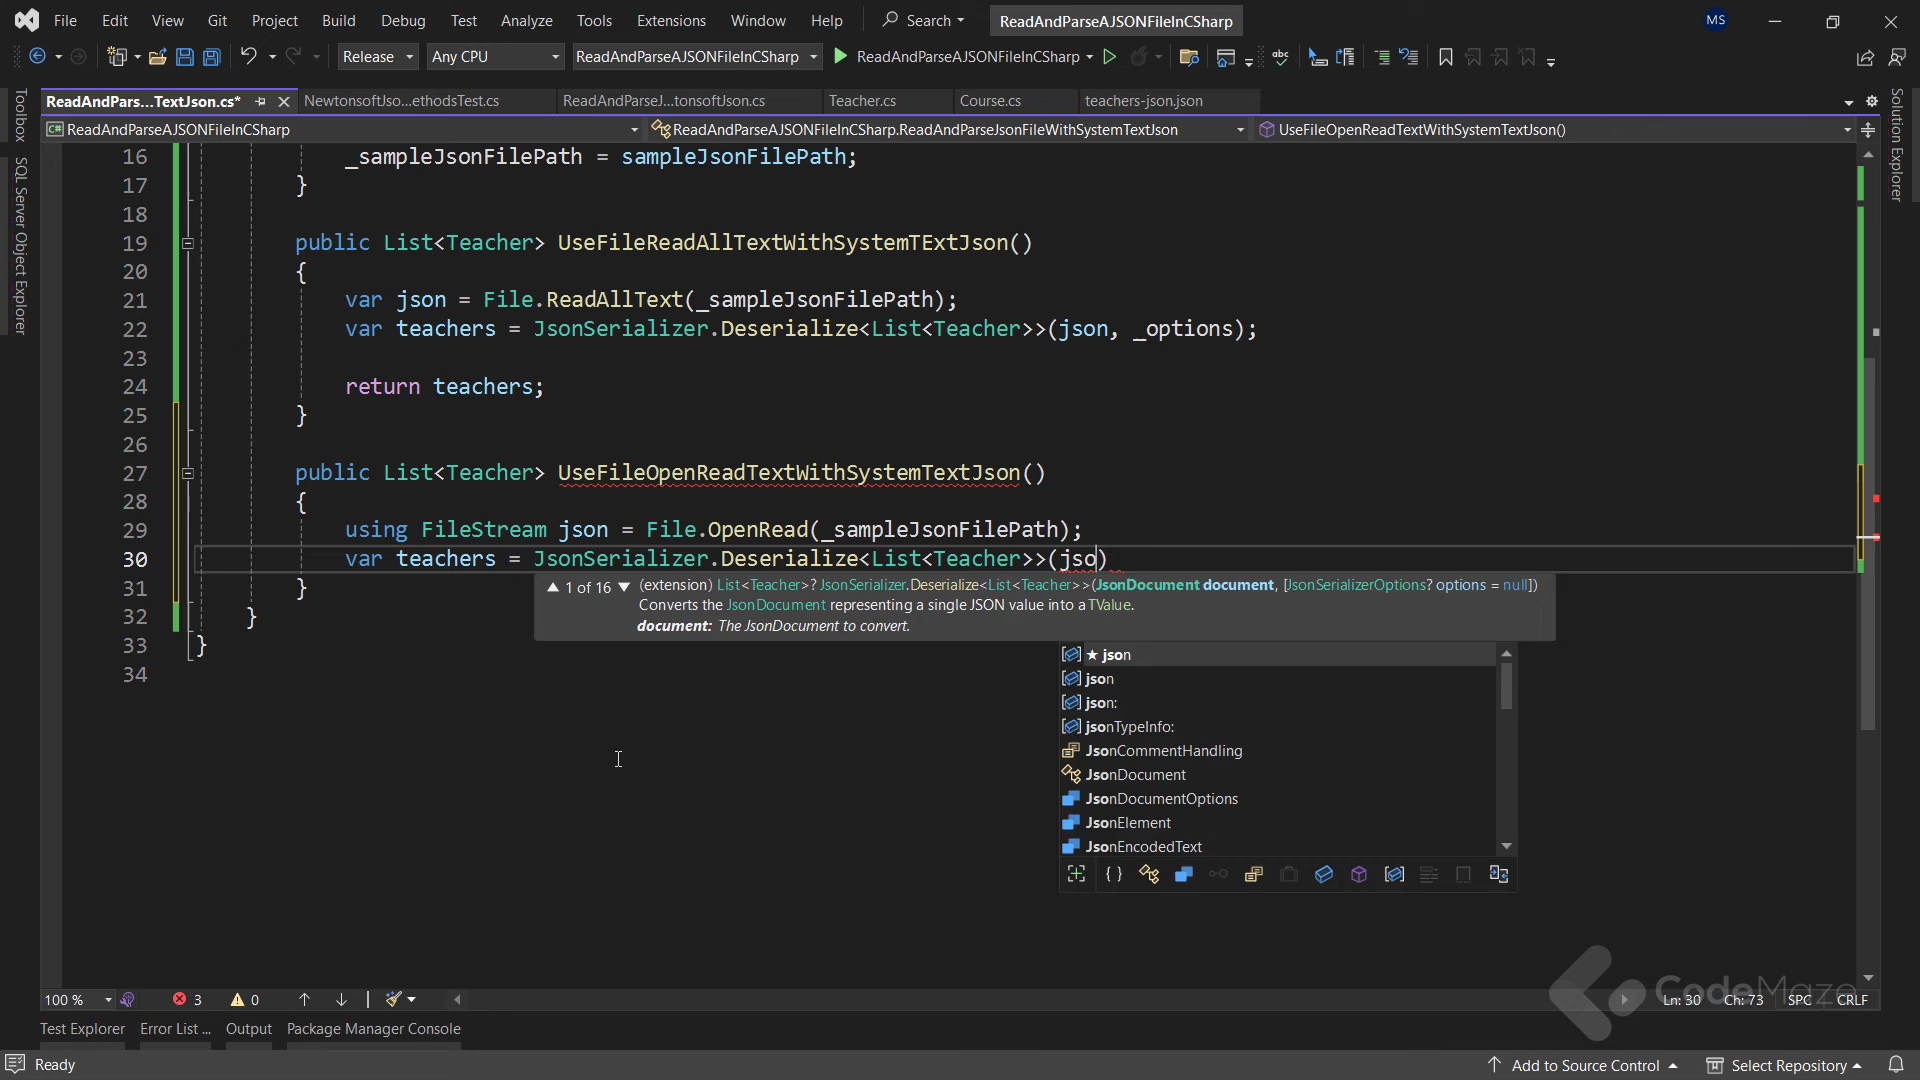 File Edit View Git Project Build Debug Test Analyze Tools Extensions Window Help Search ReadAndParseAJSONFileInCSharp MS
Release Any CPU ReadAndParseAJSONFileInCSharp ReadAndParseAJSONFileInCSharp
Toolbox
SQL Server Object Explorer
Solution Explorer
ReadAndPars...TextJson.cs* NewtonsoftUso...ethodsTest.cs ReadAndParseJ...tonsoftJson.cs Teacher.cs Course.cs teachers-json.json
ReadAndParseAJSONFileInCSharp ReadAndParseAJSONFileInCSharp.ReadAndParseJsonFileWithSystemTextJson UseFileOpenReadTextWithSystemTextJson()
16 _sampleJsonFilePath = sampleJsonFilePath;
17 }
18
19 public List<Teacher> UseFileReadAllTextWithSystemTExtJson()
20 {
21 var json = File.ReadAllText(_sampleJsonFilePath);
22 var teachers = JsonSerializer.Deserialize<List<Teacher>>(json, _options);
23
24 return teachers;
25 }
26
27 public List<Teacher> UseFileOpenReadTextWithSystemTextJson()
28 {
29 using FileStream json = File.OpenRead(_sampleJsonFilePath);
30 var teachers = JsonSerializer.Deserialize<List<Teacher>>(jso)
31 }
32 }
33 }
34
1 of 16 (extension) List<Teacher>? JsonSerializer.Deserialize<List<Teacher>>(JsonDocument document, [JsonSerializerOptions? options = null])
Converts the JsonDocument representing a single JSON value into a TValue.
document: The JsonDocument to convert.
★ json
json
json:
jsonTypeInfo:
JsonCommentHandling
JsonDocument
JsonDocumentOptions
JsonElement
JsonEncodedText
CodeMaze
100 % 3 0 Ln: 30 Ch: 73 SPC CRLF
Test Explorer Error List ... Output Package Manager Console
Ready Add to Source Control Select Repository